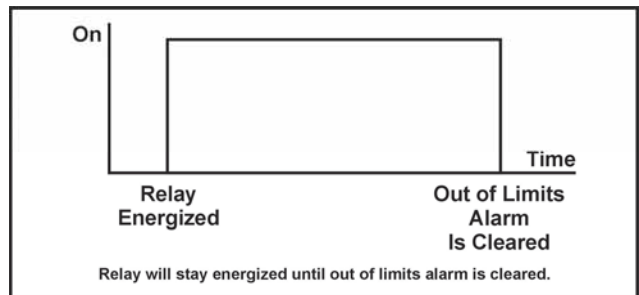 On
Time
Relay
Energized
Out of Limits
Alarm
Is Cleared
Relay will stay energized until out of limits alarm is cleared.